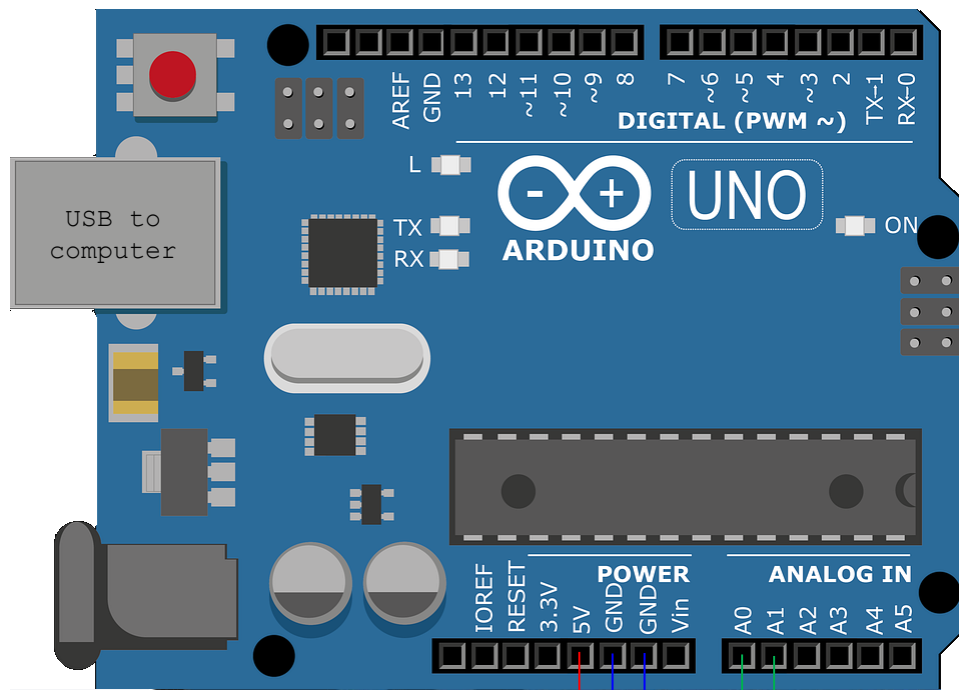 AREF
GND
13
12
~11
~10
~9
8
7
~6
~5
4
~3
2
TX→1
RX←0
DIGITAL (PWM ~)
L
TX
RX
- +
ARDUINO
UNO
ON
USB to
computer
POWER
ANALOG IN
IOREF
RESET
3.3V
5V
GND
GND
Vin
A0
A1
A2
A3
A4
A5